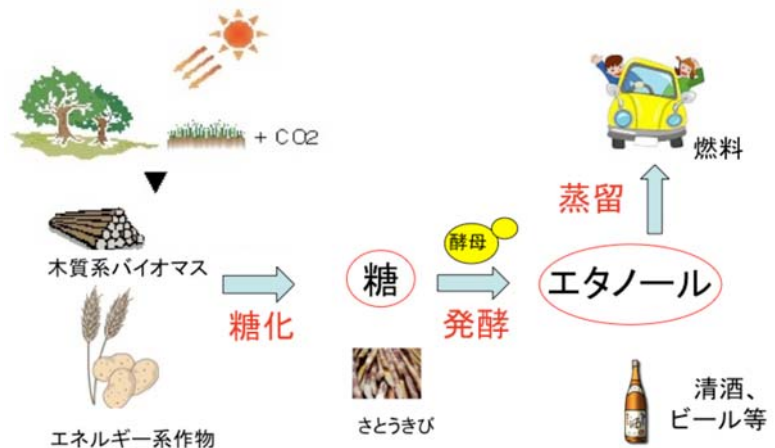 + CO2
燃料
蒸留
酵母
木質系バイオマス
糖
エタノール
糖化
発酵
清酒、
ビール等
さとうきび
エネルギー系作物